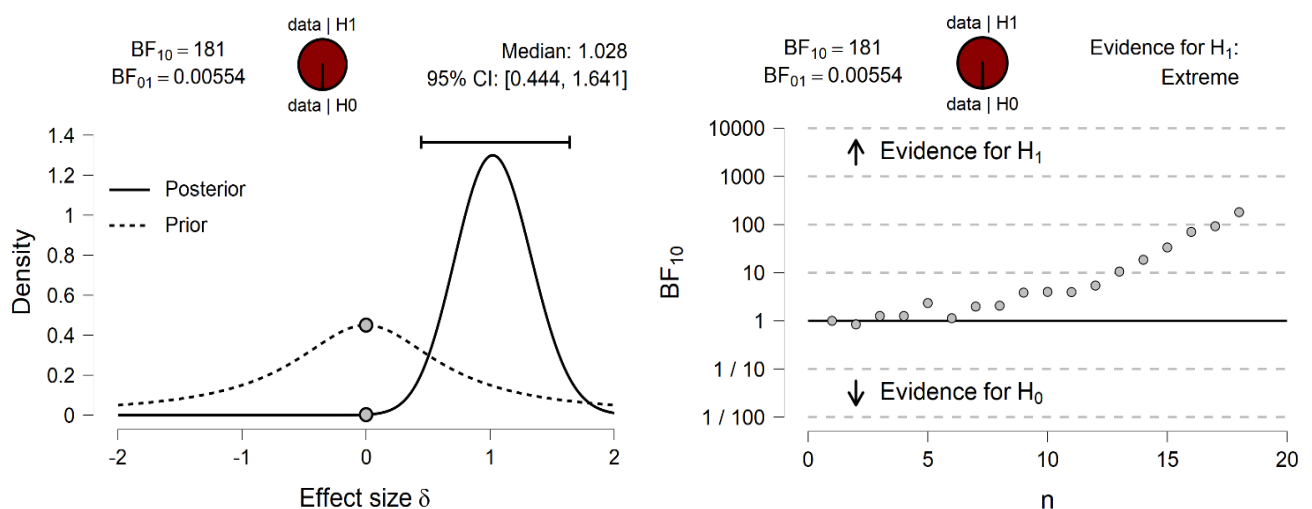 data | H1
BF₁₀ = 181
BF₀₁ = 0.00554
data | H0
Median: 1.028
95% CI: [0.444, 1.641]
1.4
1.2
1
0.8
0.6
0.4
0.2
0
Density
Posterior
Prior
-2
-1
0
1
2
Effect size δ
data | H1
BF₁₀ = 181
BF₀₁ = 0.00554
data | H0
Evidence for H₁:
Extreme
10000
1000
100
10
1
1 / 10
1 / 100
BF₁₀
Evidence for H₁
Evidence for H₀
0
5
10
15
20
n